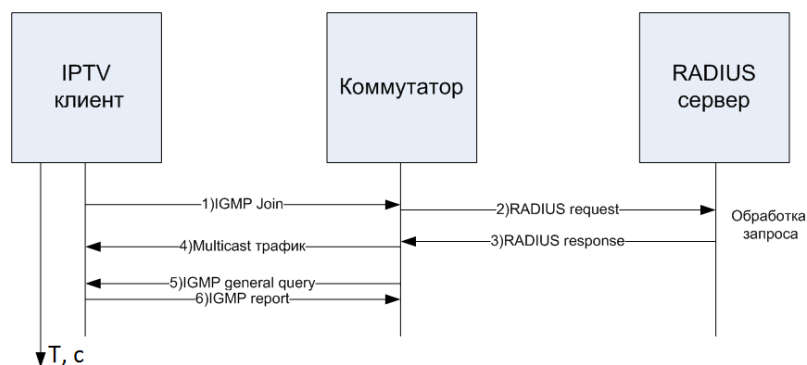 IPTV
клиент
Коммутатор
RADIUS
сервер
1)IGMP Join
2)RADIUS request
Обработка
запроса
4)Multicast трафик
3)RADIUS response
5)IGMP general query
6)IGMP report
T, c